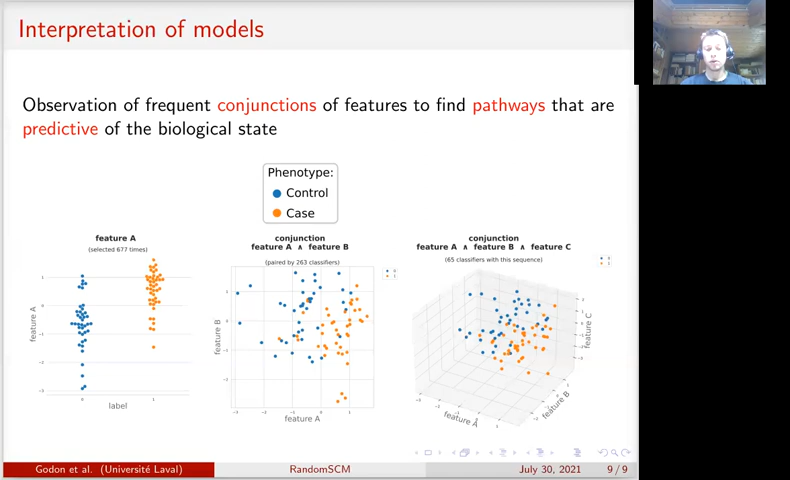 Interpretation of models
Observation of frequent conjunctions of features to find pathways that are
predictive of the biological state
Phenotype:
Control
Case
feature A
(selected 677 times)
feature A
label
conjunction
feature A ∧ feature B
(paired by 263 classifiers)
feature B
feature A
conjunction
feature A ∧ feature B ∧ feature C
(65 classifiers with this sequence)
feature A
feature B
feature C
Godon et al. (Université Laval)
RandomSCM
July 30, 2021
9 / 9